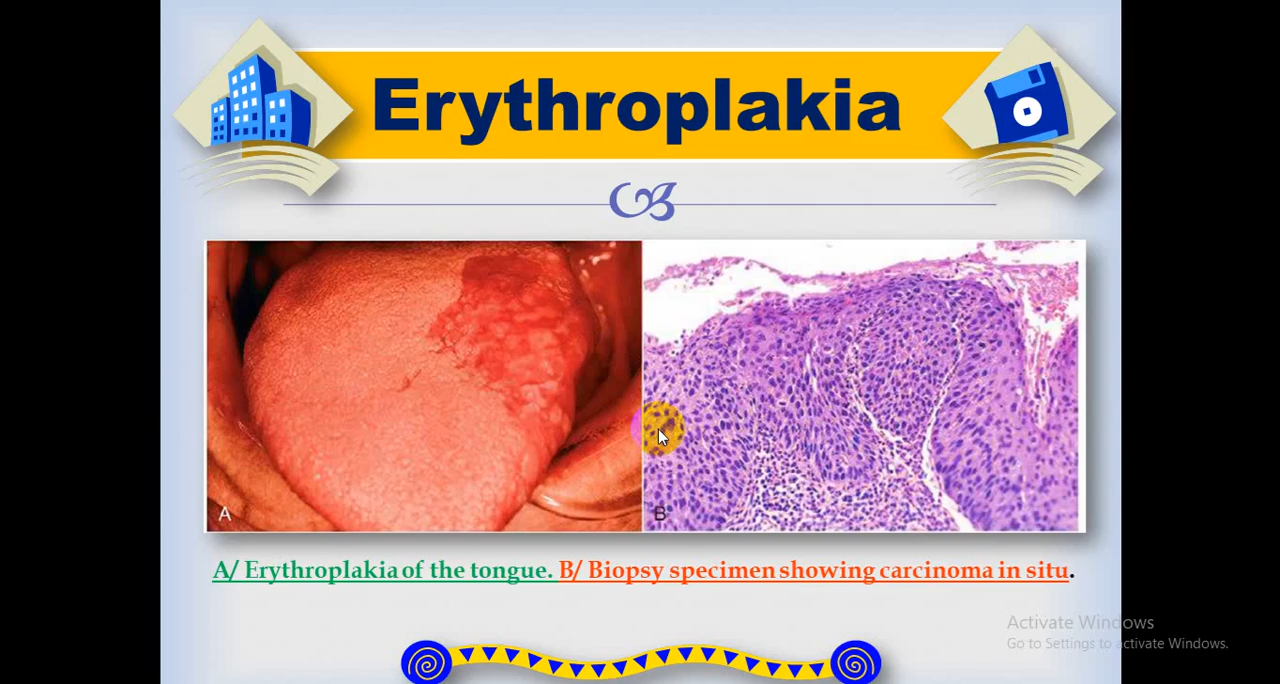 Erythroplakia
A
B
A/ Erythroplakia of the tongue. B/ Biopsy specimen showing carcinoma in situ.
Activate Windows
Go to Settings to activate Windows.